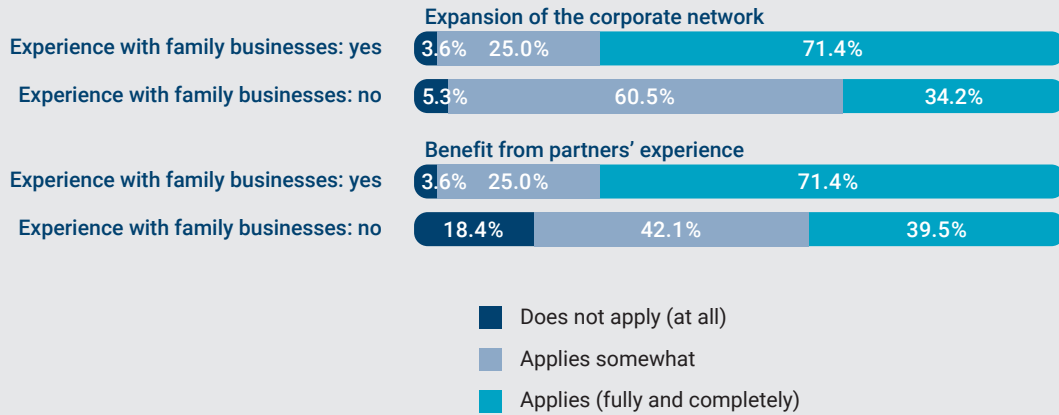 Expansion of the corporate network
Experience with family businesses: yes 3.6% 25.0% 71.4%
Experience with family businesses: no 5.3% 60.5% 34.2%
Benefit from partners’ experience
Experience with family businesses: yes 3.6% 25.0% 71.4%
Experience with family businesses: no 18.4% 42.1% 39.5%
Does not apply (at all)
Applies somewhat
Applies (fully and completely)